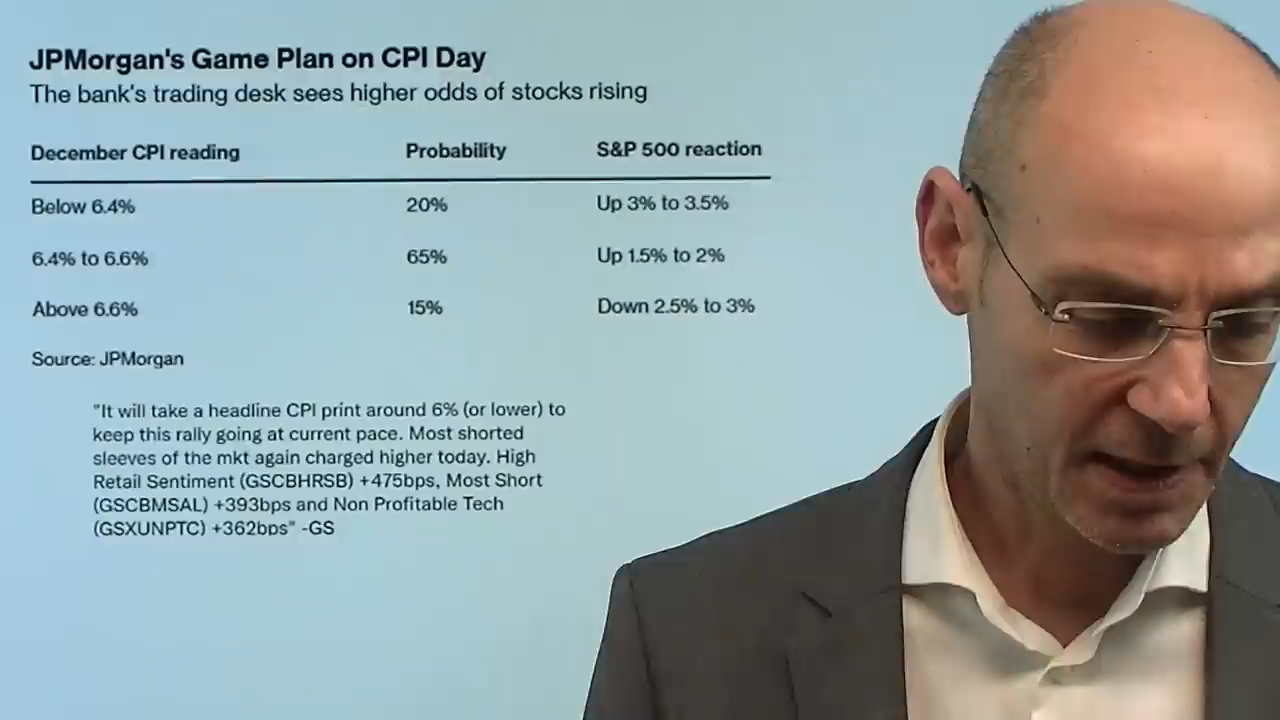 JPMorgan's Game Plan on CPI Day
The bank's trading desk sees higher odds of stocks rising
December CPI reading Probability S&P 500 reaction
Below 6.4% 20% Up 3% to 3.5%
6.4% to 6.6% 65% Up 1.5% to 2%
Above 6.6% 15% Down 2.5% to 3%
Source: JPMorgan
"It will take a headline CPI print around 6% (or lower) to
keep this rally going at current pace. Most shorted
sleeves of the mkt again charged higher today. High
Retail Sentiment (GSCBHRSB) +475bps, Most Short
(GSCBMSAL) +393bps and Non Profitable Tech
(GSXUNPTC) +362bps" -GS